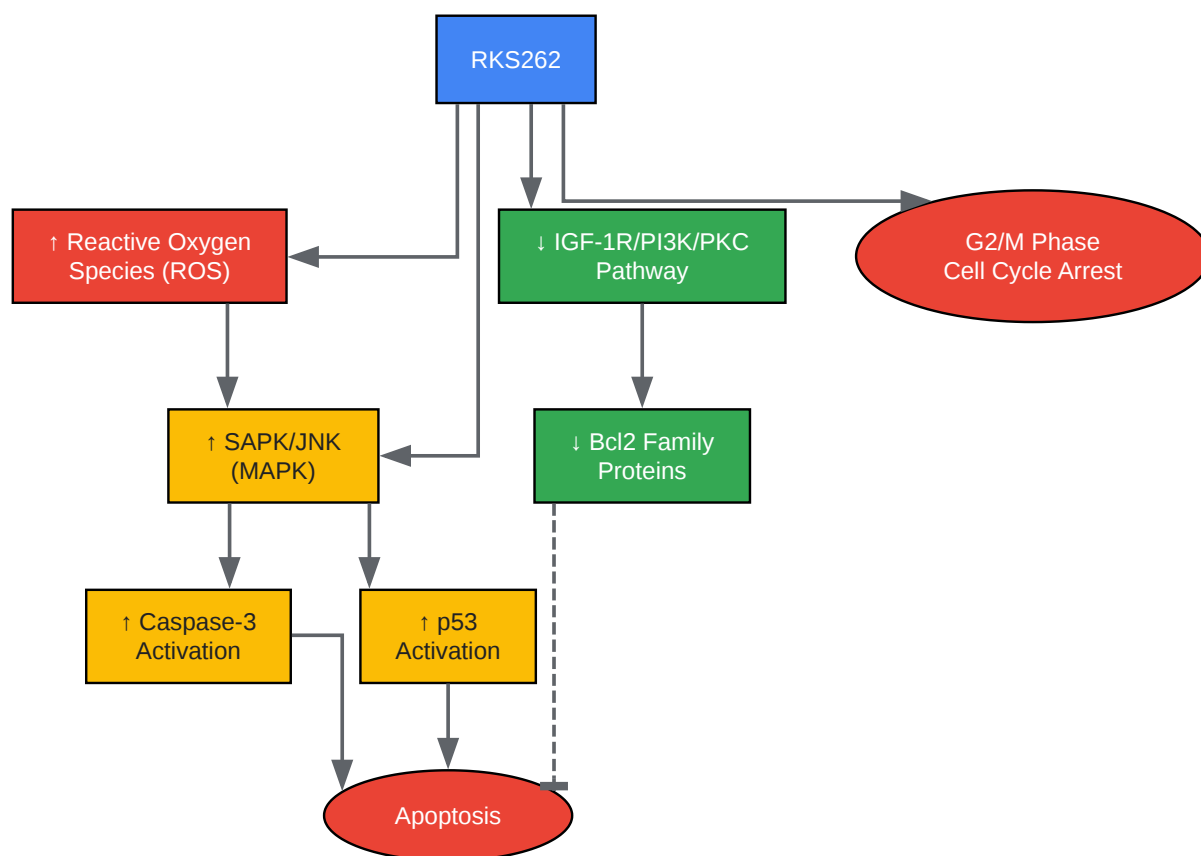 RKS262
↑ Reactive Oxygen
Species (ROS)
↓ IGF-1R/PI3K/PKC
Pathway
G2/M Phase
Cell Cycle Arrest
↑ SAPK/JNK
(MAPK)
↓ Bcl2 Family
Proteins
↑ Caspase-3
Activation
↑ p53
Activation
Apoptosis